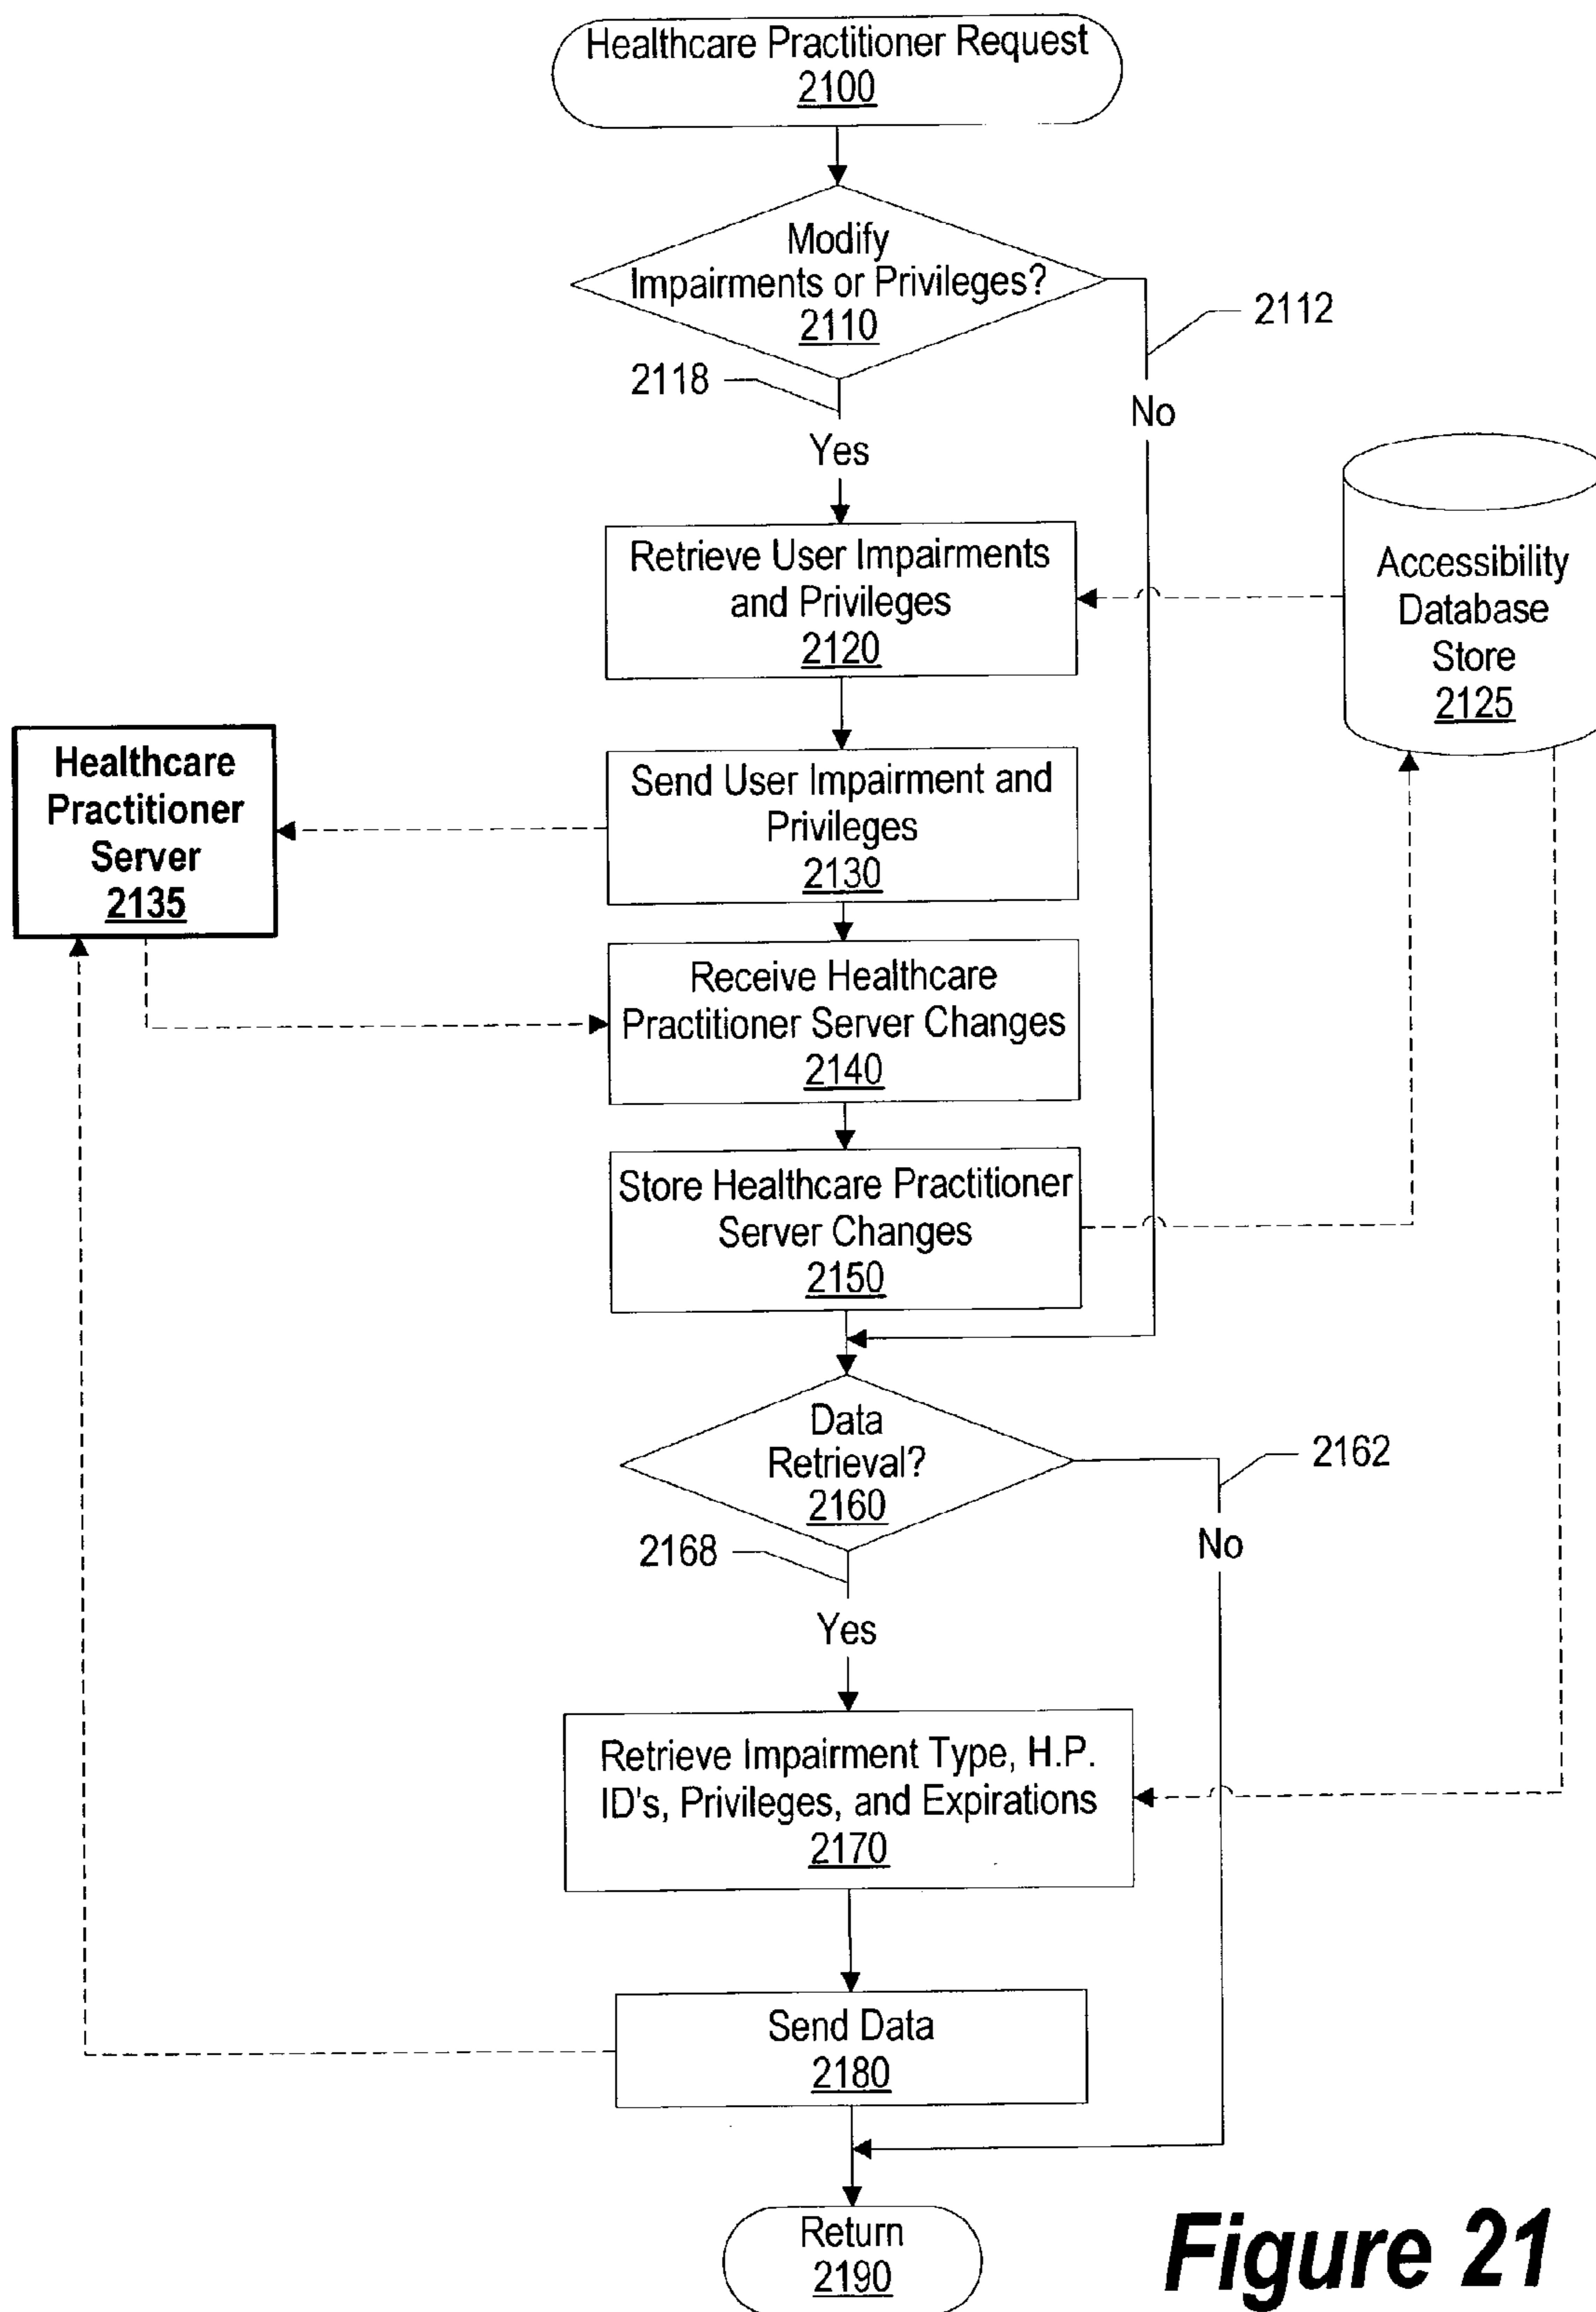 Healthcare Practitioner Request
2100
Modify
Impairments or Privileges?
2110
2112
2118
No
Yes
Retrieve User Impairments
and Privileges
2120
Accessibility
Database
Store
2125
Healthcare
Practitioner
Server
2135
Send User Impairment and
Privileges
2130
Receive Healthcare
Practitioner Server Changes
2140
Store Healthcare Practitioner
Server Changes
2150
Data
Retrieval?
2160
2162
2168
No
Yes
Retrieve Impairment Type, H.P.
ID's, Privileges, and Expirations
2170
Send Data
2180
Return
2190
Figure 21